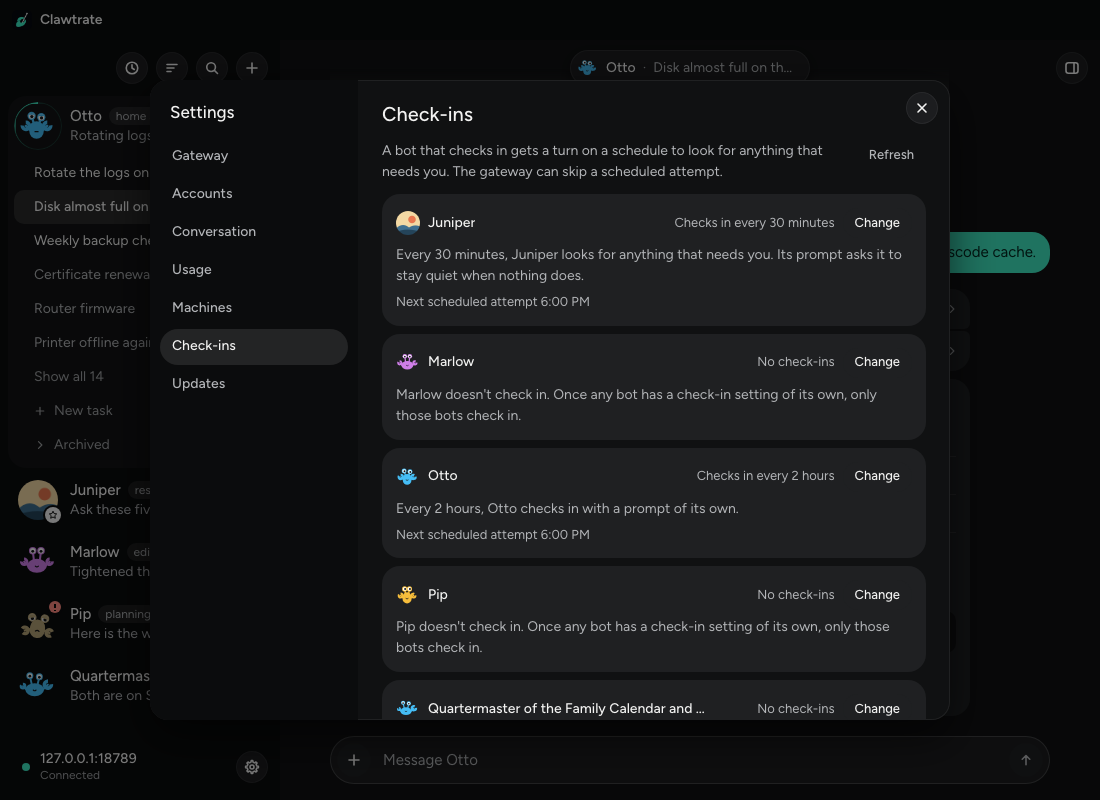 Clawtrate
Otto · Disk almost full on th...
Otto home
Rotating logs
Rotate the logs on
Disk almost full on
Weekly backup che
Certificate renewa
Router firmware
Printer offline agai
Show all 14
New task
Archived
Juniper res
Ask these fiv
Marlow edi
Tightened th
Pip planning
Here is the w
Quartermas
Both are on S
127.0.0.1:18789
Connected
Settings
Gateway
Accounts
Conversation
Usage
Machines
Check-ins
Updates
Check-ins
A bot that checks in gets a turn on a schedule to look for anything that
needs you. The gateway can skip a scheduled attempt.
Refresh
Juniper Checks in every 30 minutes Change
Every 30 minutes, Juniper looks for anything that needs you. Its prompt asks it to
stay quiet when nothing does.
Next scheduled attempt 6:00 PM
Marlow No check-ins Change
Marlow doesn't check in. Once any bot has a check-in setting of its own, only
those bots check in.
Otto Checks in every 2 hours Change
Every 2 hours, Otto checks in with a prompt of its own.
Next scheduled attempt 6:00 PM
Pip No check-ins Change
Pip doesn't check in. Once any bot has a check-in setting of its own, only those
bots check in.
Quartermaster of the Family Calendar and ... No check-ins Change
scode cache.
Message Otto